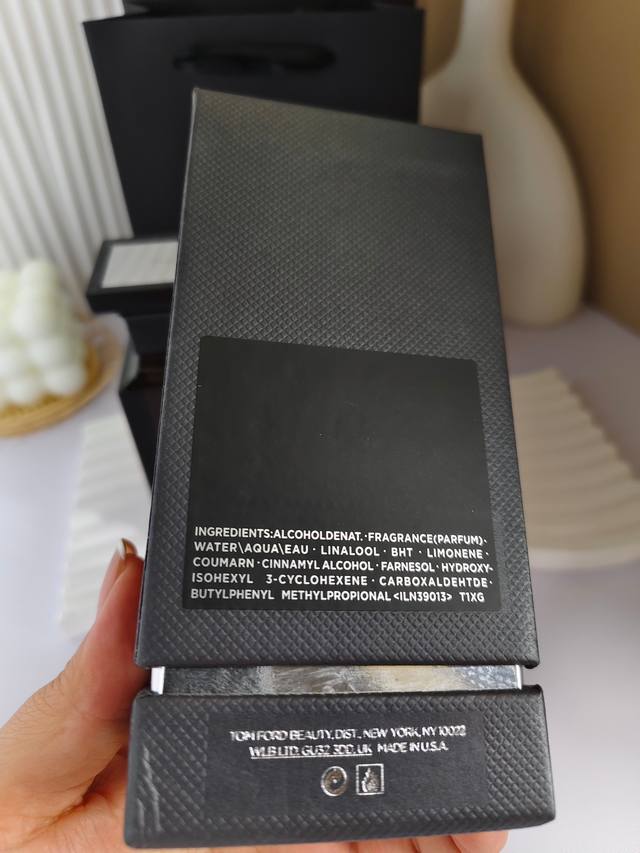 INGREDIENTS:ALCOHOLDENAT.·FRAGRANCE(PARFUM)·
WATER\AQUA\EAU · LINALOOL · BHT · LIMONENE ·
COUMARN · CINNAMYL ALCOHOL · FARNESOL · HYDROXY-
ISOHEXYL 3-CYCLOHEXENE · CARBOXALDEHTDE ·
BUTYLPHENYL METHYLPROPIONAL <ILN39013> T1XG
TOM FORD BEAUTY, DIST., NEW YORK, NY 10022
WLB LTD. GU32 3DD, UK MADE IN U.S.A.